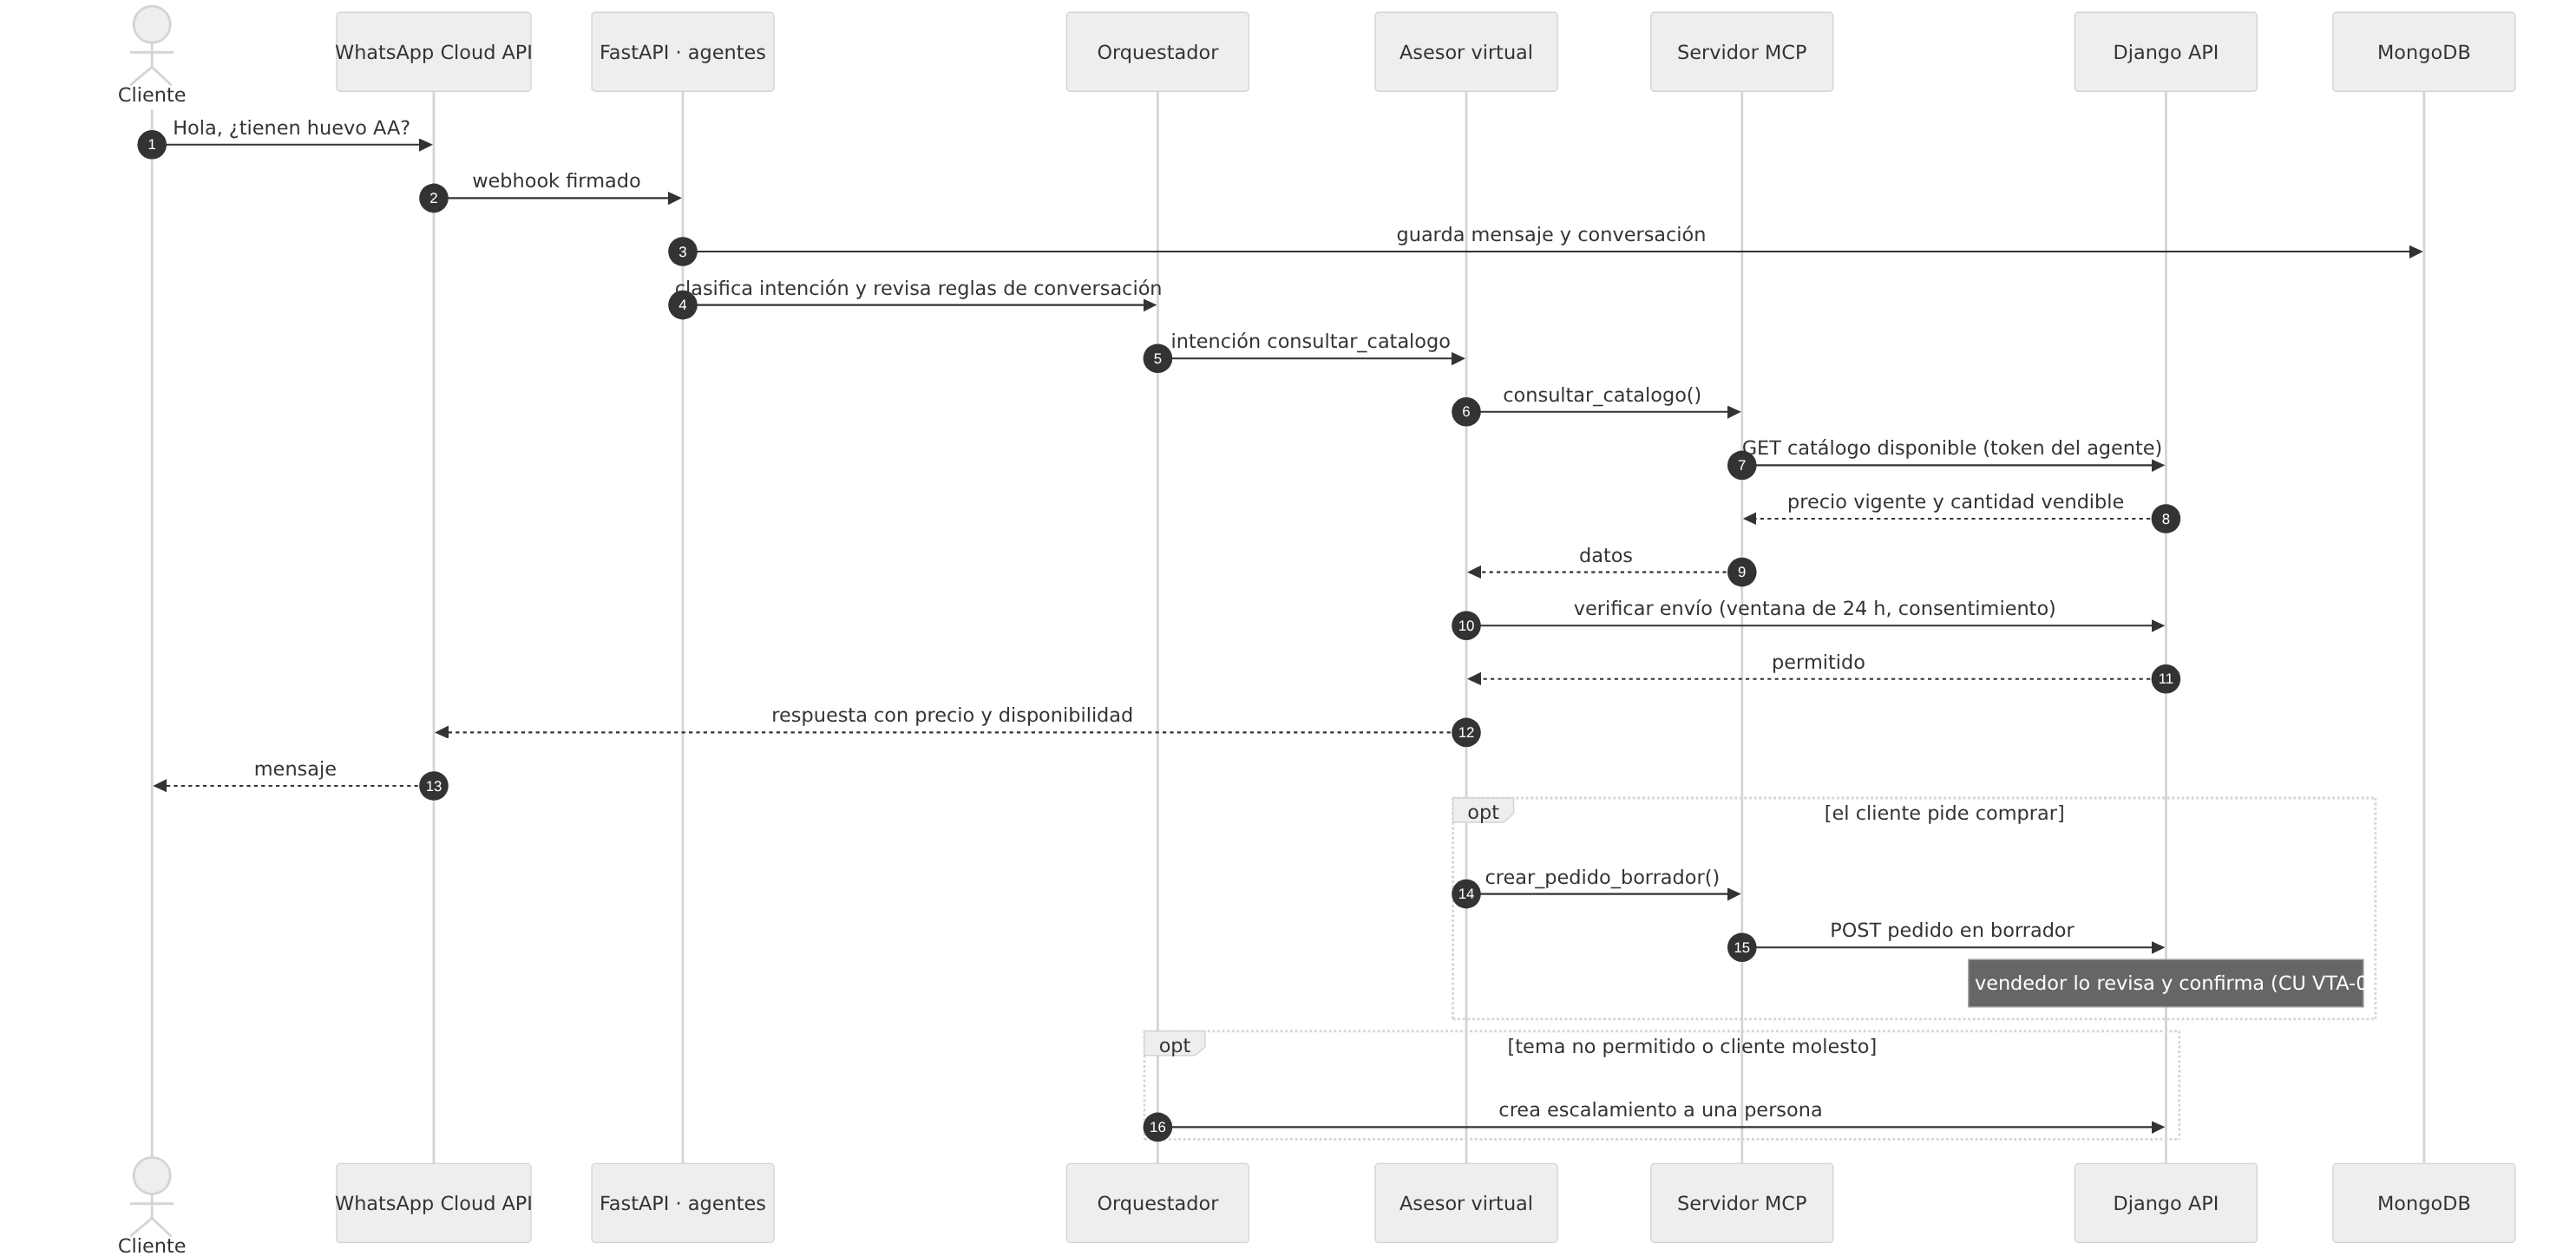 WhatsApp Cloud API
FastAPI · agentes
Orquestador
Asesor virtual
Servidor MCP
Django API
MongoDB
Cliente
Hola, ¿tienen huevo AA?
1
webhook firmado
2
guarda mensaje y conversación
3
clasifica intención y revisa reglas de conversación
4
intención consultar_catalogo
5
consultar_catalogo()
6
GET catálogo disponible (token del agente)
7
precio vigente y cantidad vendible
8
datos
9
verificar envío (ventana de 24 h, consentimiento)
10
permitido
11
respuesta con precio y disponibilidad
12
mensaje
13
opt
[el cliente pide comprar]
crear_pedido_borrador()
14
POST pedido en borrador
15
vendedor lo revisa y confirma (CU VTA-0
opt
[tema no permitido o cliente molesto]
crea escalamiento a una persona
16
WhatsApp Cloud API
FastAPI · agentes
Orquestador
Asesor virtual
Servidor MCP
Django API
MongoDB
Cliente